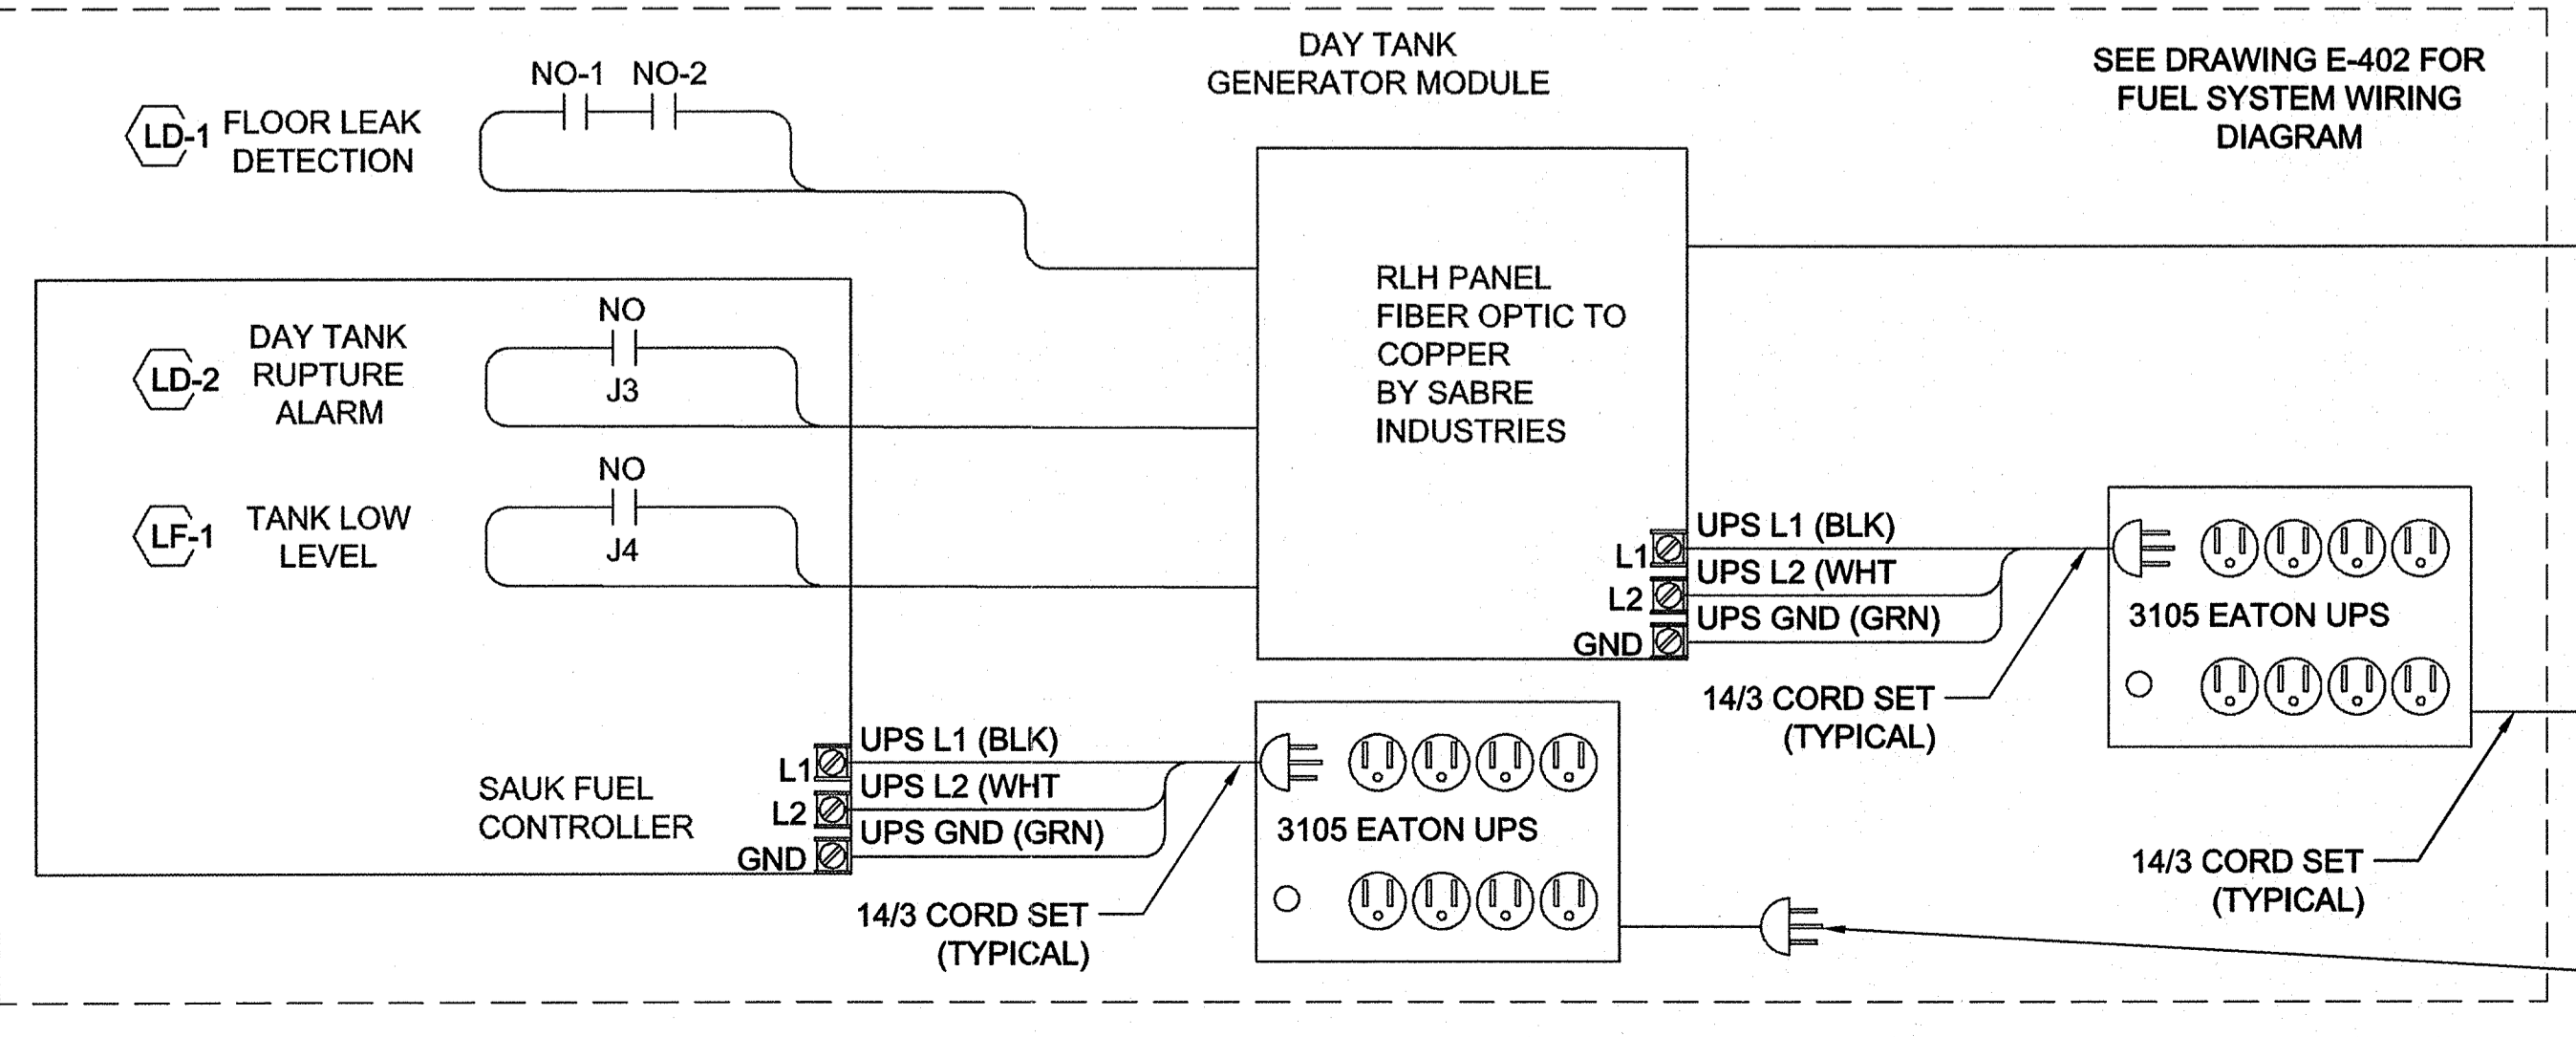 DAY TANK
GENERATOR MODULE
SEE DRAWING E-402 FOR
FUEL SYSTEM WIRING
DIAGRAM
NO-1 NO-2
LD-1
FLOOR LEAK
DETECTION
RLH PANEL
FIBER OPTIC TO
COPPER
BY SABRE
INDUSTRIES
NO
LD-2
DAY TANK
RUPTURE
ALARM
J3
NO
LF-1
TANK LOW
LEVEL
J4
L1
UPS L1 (BLK)
L2
UPS L2 (WHT
GND
UPS GND (GRN)
3105 EATON UPS
14/3 CORD SET
(TYPICAL)
SAUK FUEL
CONTROLLER
L1
UPS L1 (BLK)
L2
UPS L2 (WHT
GND
UPS GND (GRN)
3105 EATON UPS
14/3 CORD SET
(TYPICAL)
14/3 CORD SET
(TYPICAL)